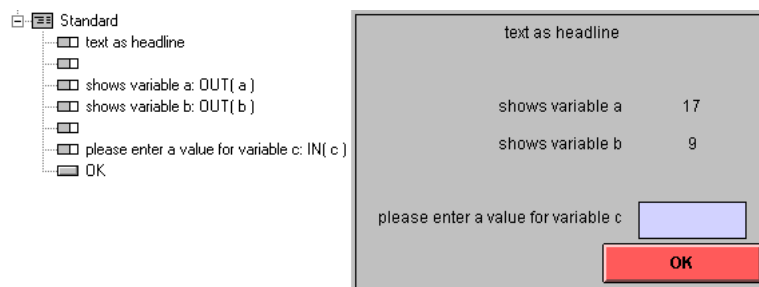 Standard
text as headline
shows variable a: OUT( a )
shows variable b: OUT( b )
please enter a value for variable c: IN( c )
OK
text as headline
shows variable a 17
shows variable b 9
please enter a value for variable c
OK